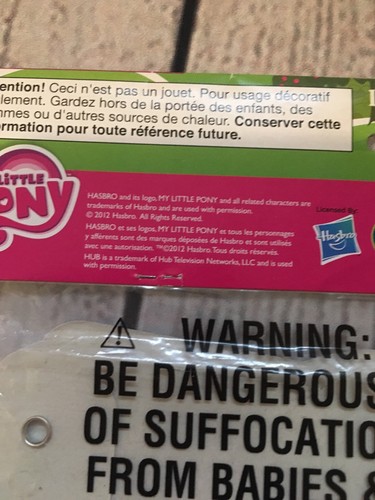 ention! Ceci n'est pas un jouet. Pour usage décoratif
lement. Gardez hors de la portée des enfants, des
mmes ou d'autres sources de chaleur. Conserver cette
ormation pour toute référence future.
LITTLE
PONY
HASBRO and its logo, MY LITTLE PONY and all related characters are
trademarks of Hasbro and are used with permission.
© 2012 Hasbro. All Rights Reserved.
HASBRO et ses logos, MY LITTLE PONY et tous les personnages
y afférents sont des marques déposées de Hasbro et sont utilisés
avec une autorisation. ™©2012 Hasbro. Tous droits réservés.
HUB is a trademark of Hub Television Networks, LLC and is used
with permission.
Licensed By:
Hasbro
WARNING:
BE DANGEROUS
OF SUFFOCATIO
FROM BABIES &